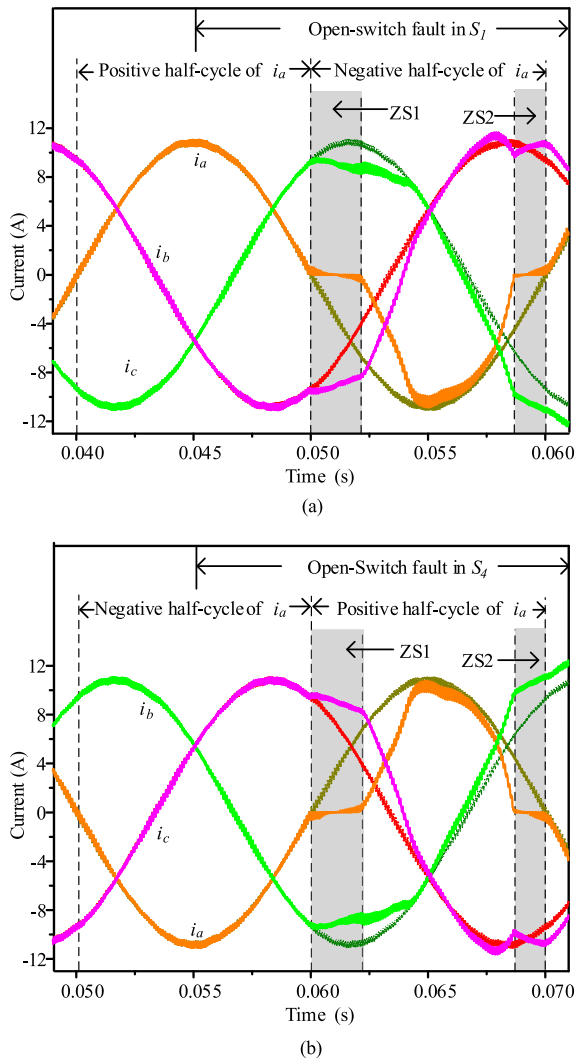 Open-switch fault in S1
Positive half-cycle of ia
Negative half-cycle of ia
ZS1
ZS2
12
8
4
0
-4
-8
-12
Current (A)
ia
ib
ic
0.040
0.045
0.050
0.055
0.060
Time (s)
(a)
Open-Switch fault in S4
Negative half-cycle of ia
Positive half-cycle of ia
ZS1
ZS2
12
8
4
0
-4
-8
-12
Current (A)
ib
ic
ia
0.050
0.055
0.060
0.065
0.070
Time (s)
(b)